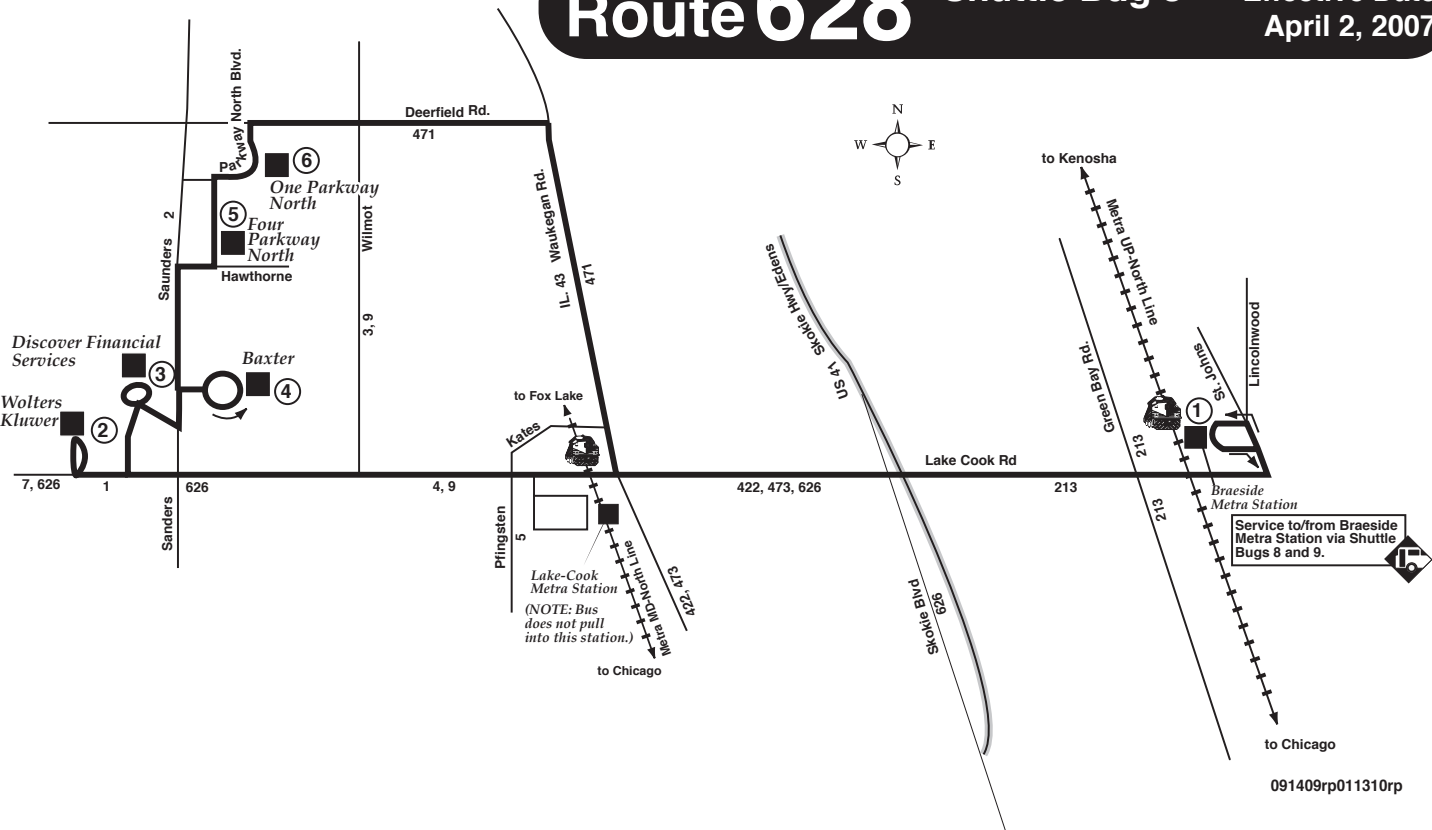 Route 628
April 2, 2007
Deerfield Rd.
471
Parkway North Blvd.
N
W
E
S
6
One Parkway
North
5
Four
Parkway
North
Hawthorne
Saunders
2
Wilmot
3, 9
IL. 43 Waukegan Rd.
471
Discover Financial
Services
3
Baxter
4
Wolters
Kluwer
2
to Fox Lake
Kates
7, 626
1
626
4, 9
422, 473, 626
Lake Cook Rd
213
Sanders
Pfingsten
5
Lake-Cook
Metra Station
(NOTE: Bus
does not pull
into this station.)
Metra MD-North Line
422, 473
to Chicago
Skokie Hwy/Edens
US 41
Skokie Blvd
626
to Kenosha
Metra UP-North Line
Green Bay Rd.
213
213
St. Johns
Lincolnwood
1
Braeside
Metra Station
Service to/from Braeside
Metra Station via Shuttle
Bugs 8 and 9.
to Chicago
091409rp011310rp